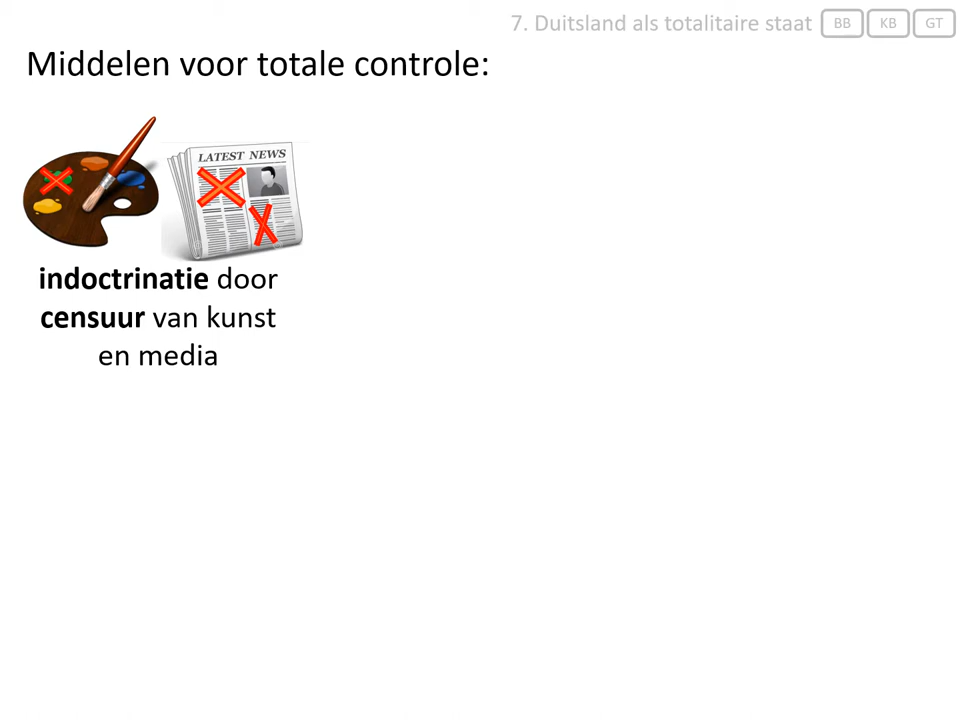 7. Duitsland als totalitaire staat BB KB GT
Middelen voor totale controle:
LATEST NEWS
indoctrinatie door
censuur van kunst
en media